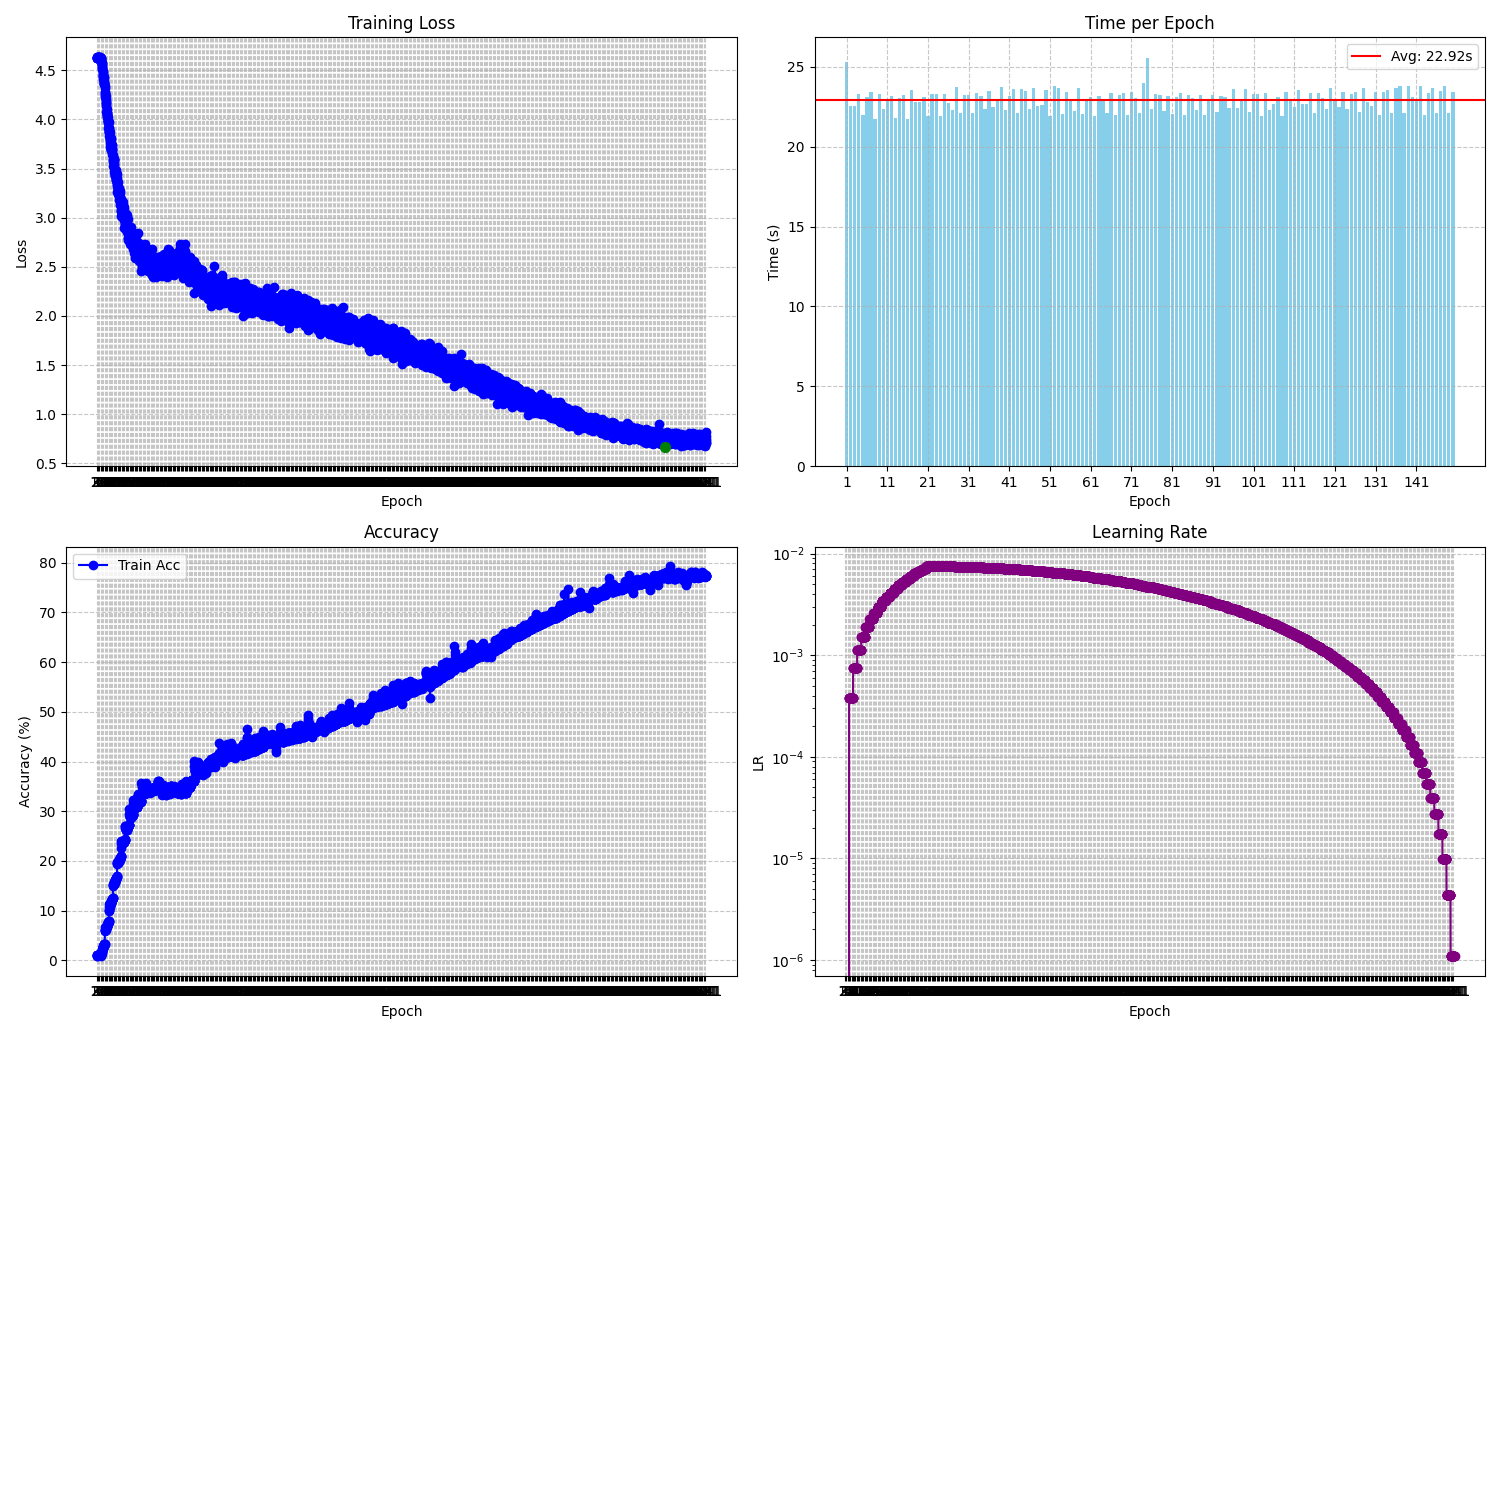 Training Loss
4.5
4.0
3.5
3.0
2.5
2.0
1.5
1.0
0.5
Loss
Epoch
Time per Epoch
Avg: 22.92s
25
20
15
10
5
0
Time (s)
1 11 21 31 41 51 61 71 81 91 101 111 121 131 141
Epoch
Accuracy
Train Acc
80
70
60
50
40
30
20
10
0
Accuracy (%)
Epoch
Learning Rate
10⁻²
10⁻³
10⁻⁴
10⁻⁵
10⁻⁶
LR
Epoch